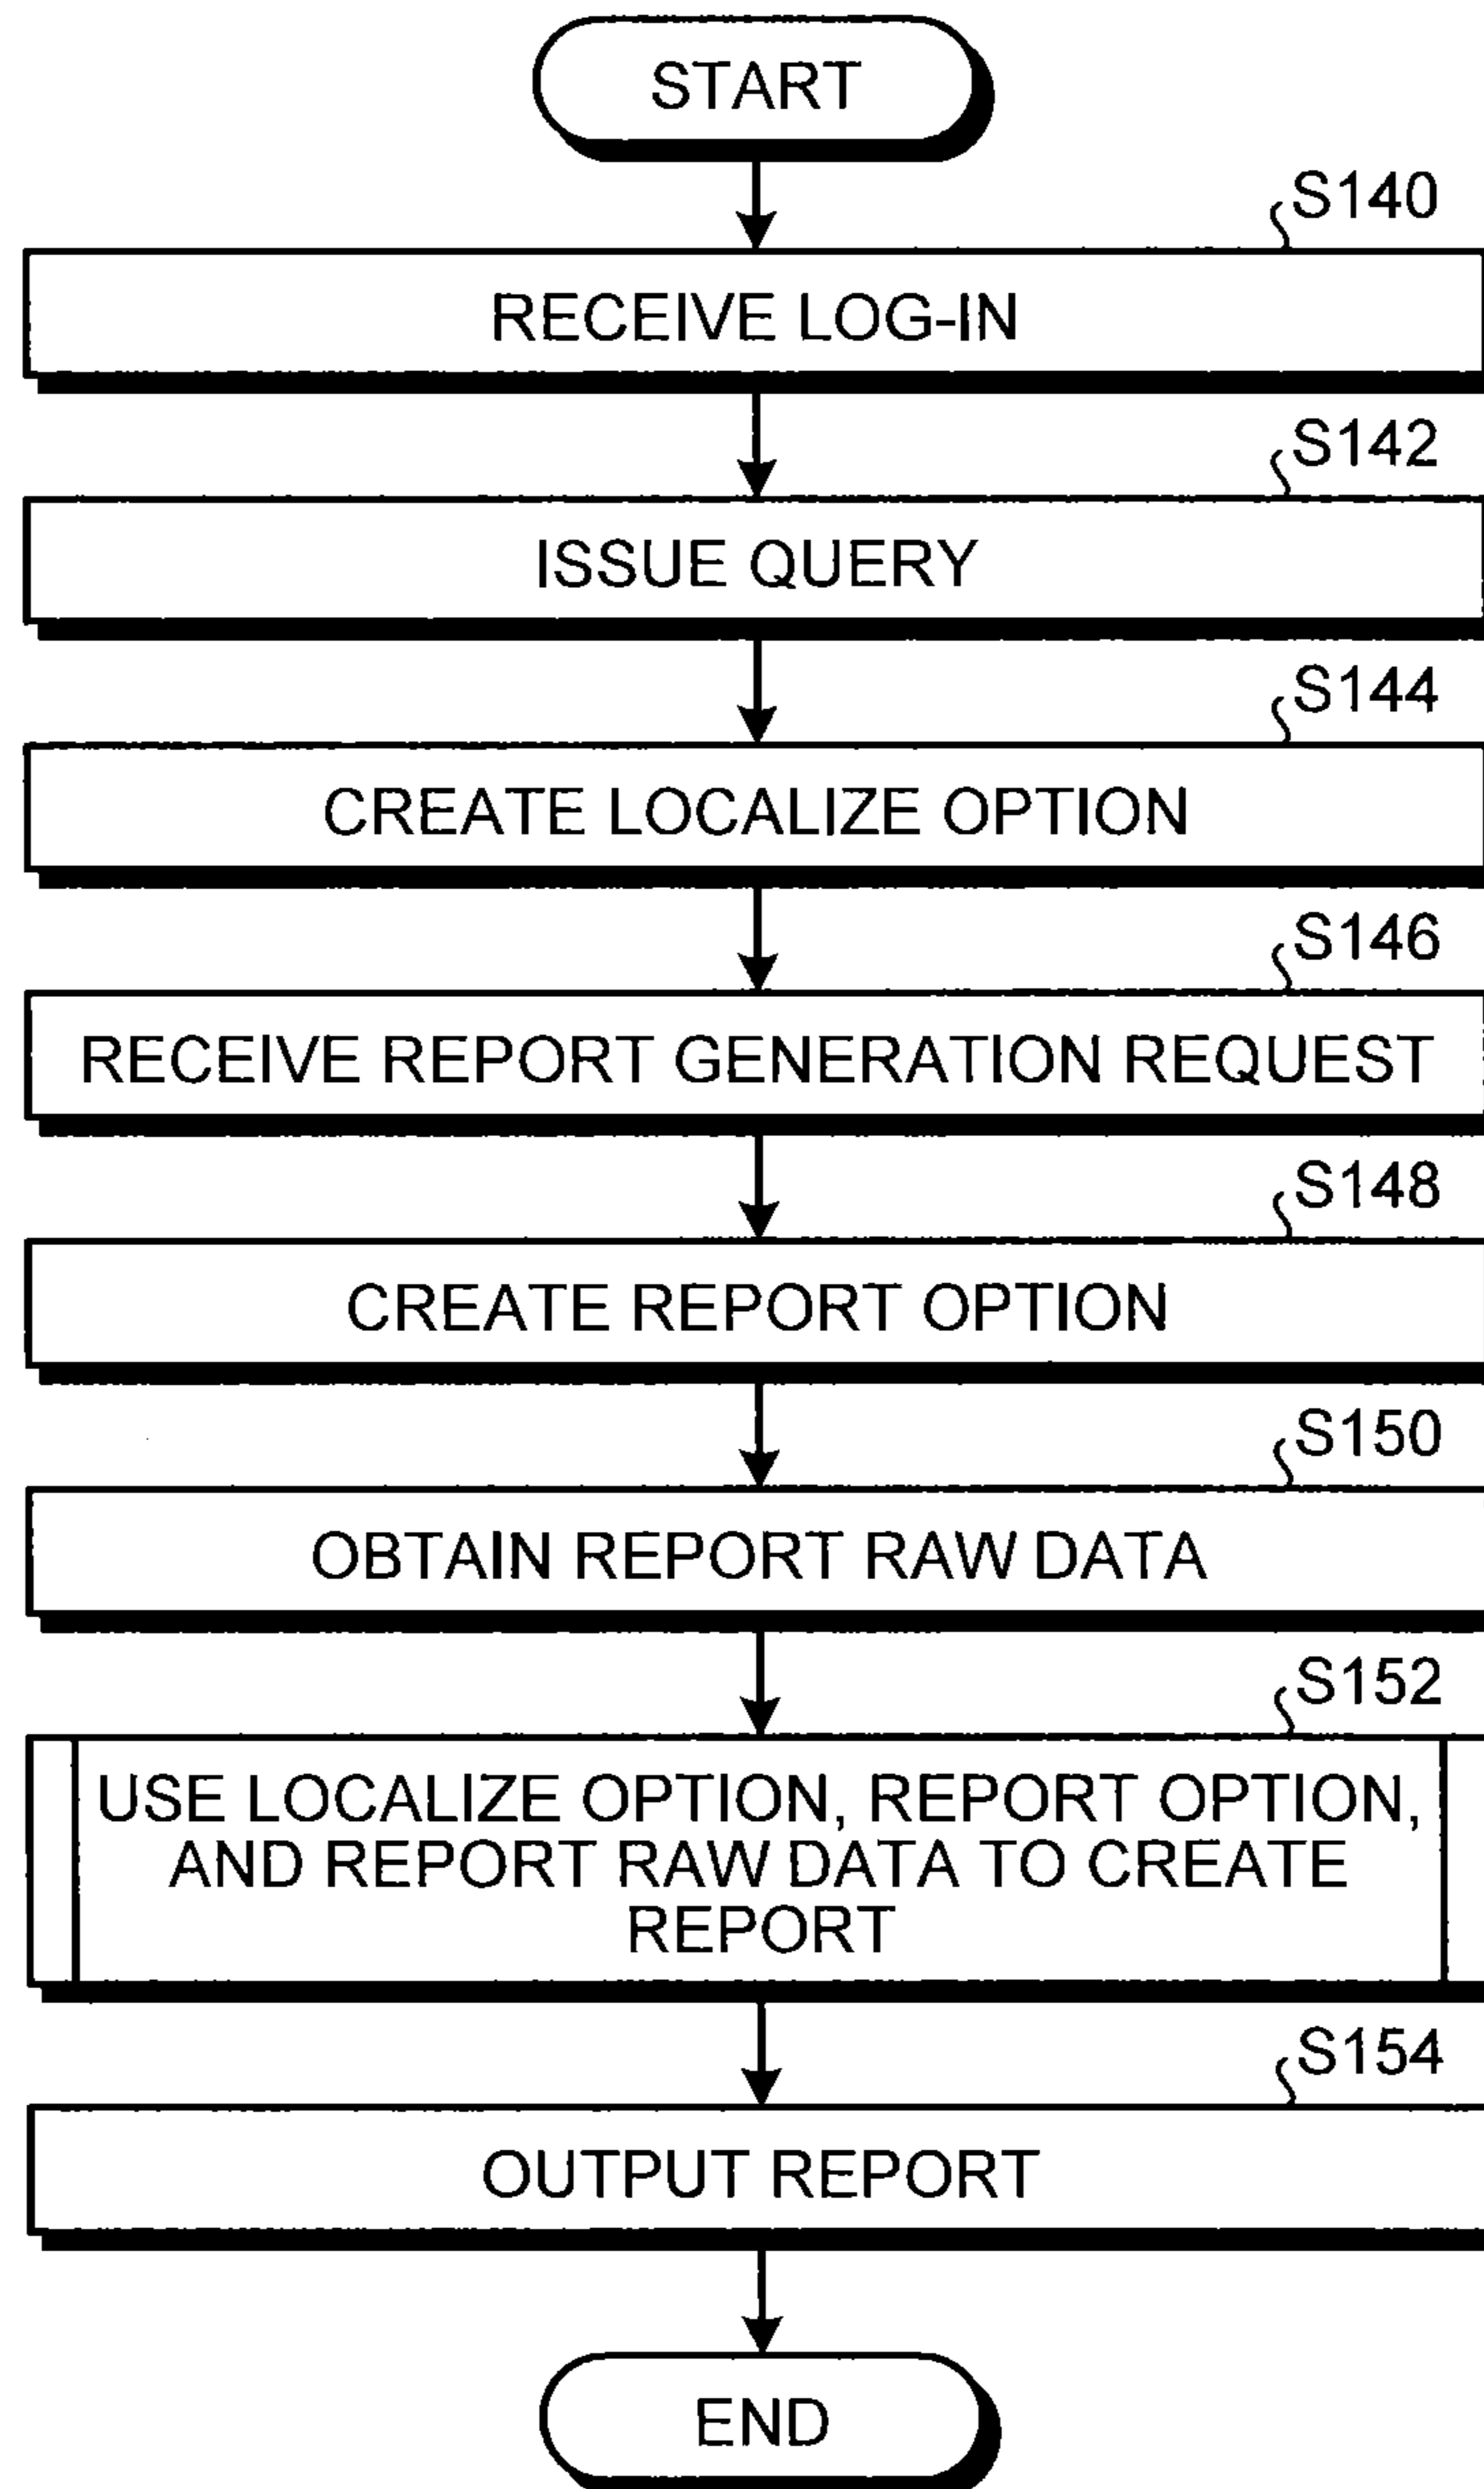 START
S140
RECEIVE LOG-IN
S142
ISSUE QUERY
S144
CREATE LOCALIZE OPTION
S146
RECEIVE REPORT GENERATION REQUEST
S148
CREATE REPORT OPTION
S150
OBTAIN REPORT RAW DATA
S152
USE LOCALIZE OPTION, REPORT OPTION,
AND REPORT RAW DATA TO CREATE
REPORT
S154
OUTPUT REPORT
END